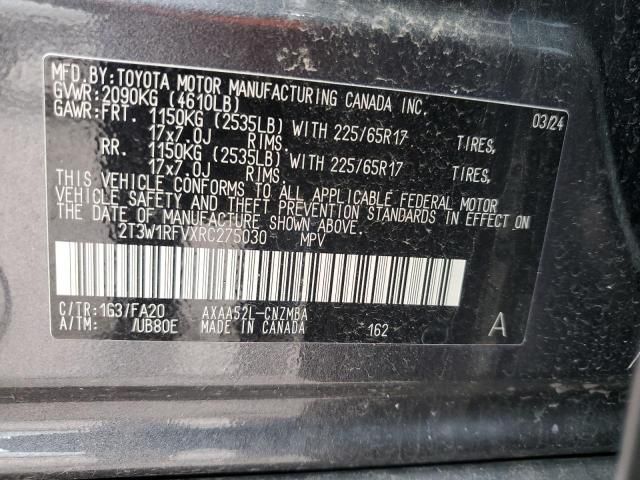 MFD.BY:TOYOTA MOTOR MANUFACTURING CANADA INC.
GVWR:2090KG (4610LB) 03/24
GAWR:FRT. 1150KG (2535LB) WITH 225/65R17 TIRES,
17x7.0J RIMS
RR. 1150KG (2535LB) WITH 225/65R17 TIRES,
17x7.0J RIMS
THIS VEHICLE CONFORMS TO ALL APPLICABLE FEDERAL MOTOR
VEHICLE SAFETY AND THEFT PREVENTION STANDARDS IN EFFECT ON
THE DATE OF MANUFACTURE SHOWN ABOVE.
2T3W1RFVXRC275030 MPV
C/TR:163/FA20 AXAA52L-CNZMBA
A/TM: /UB80E MADE IN CANADA 162 A